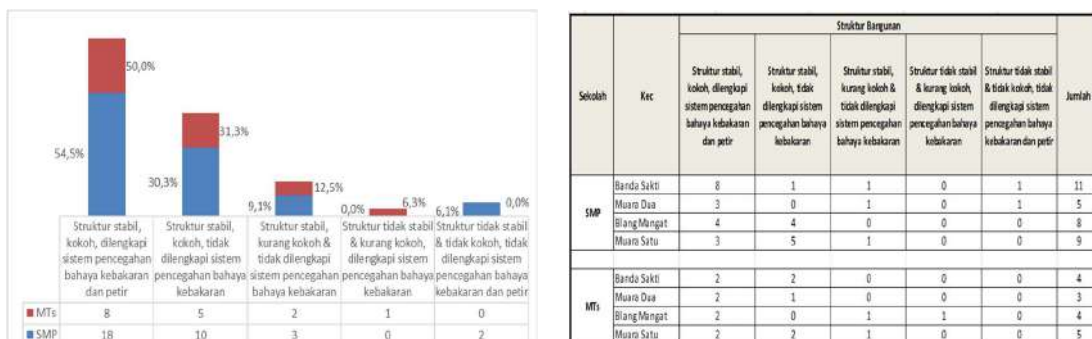 50,0%
54,5%
31,3%
30,3%
12,5%
9,1%
6,3%
0,0%
0,0%
6,1%
Struktur stabil, kokoh, dilengkapi sistem pencegahan bahaya kebakaran dan petir
Struktur stabil, kokoh, tidak dilengkapi sistem pencegahan bahaya kebakaran
Struktur stabil, kurang kokoh & tidak dilengkapi sistem pencegahan bahaya kebakaran
Struktur tidak stabil & kurang kokoh, dilengkapi sistem pencegahan bahaya kebakaran
Struktur tidak stabil & tidak kokoh, tidak dilengkapi sistem pencegahan bahaya kebakaran dan petir
MTs 8 5 2 1 0
SMP 18 10 3 0 2
Struktur Bangunan
Sekolah
Kec
Struktur stabil, kokoh, dilengkapi sistem pencegahan bahaya kebakaran dan petir
Struktur stabil, kokoh, tidak dilengkapi sistem pencegahan bahaya kebakaran
Struktur stabil, kurang kokoh & tidak dilengkapi sistem pencegahan bahaya kebakaran
Struktur tidak stabil & kurang kokoh, dilengkapi sistem pencegahan bahaya kebakaran
Struktur tidak stabil & tidak kokoh, tidak dilengkapi sistem pencegahan bahaya kebakaran dan petir
Jumlah
SMP
Banda Sakti 8 1 1 0 1 11
Muara Dua 3 0 1 0 1 5
Blang Mangat 4 4 0 0 0 8
Muara Satu 3 5 1 0 0 9
MTs
Banda Sakti 2 2 0 0 0 4
Muara Dua 2 1 0 0 0 3
Blang Mangat 2 0 1 1 0 4
Muara Satu 2 2 1 0 0 5